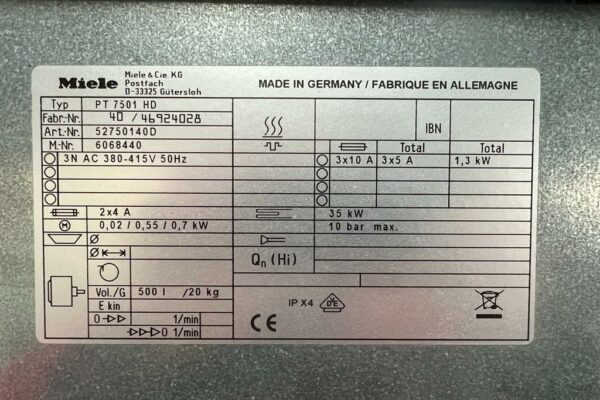 Miele
Miele & Cie. KG
Postfach
D-33325 Gütersloh
MADE IN GERMANY / FABRIQUE EN ALLEMAGNE
Typ PT 7501 HD
Fabr.-Nr. 40 / 46924028
Art.-Nr. 52750140D
M.-Nr. 6068440
IBN
Total Total
3N AC 380-415V 50Hz 3x10 A 3x5 A 1,3 kW
2x4 A 35 kW
M 0,02 / 0,55 / 0,7 kW 10 bar max.
Ø
Ø
Qn (Hi)
Vol./G 500 l /20 kg
E kin
0 1/min
0 1/min
IP X4
CE